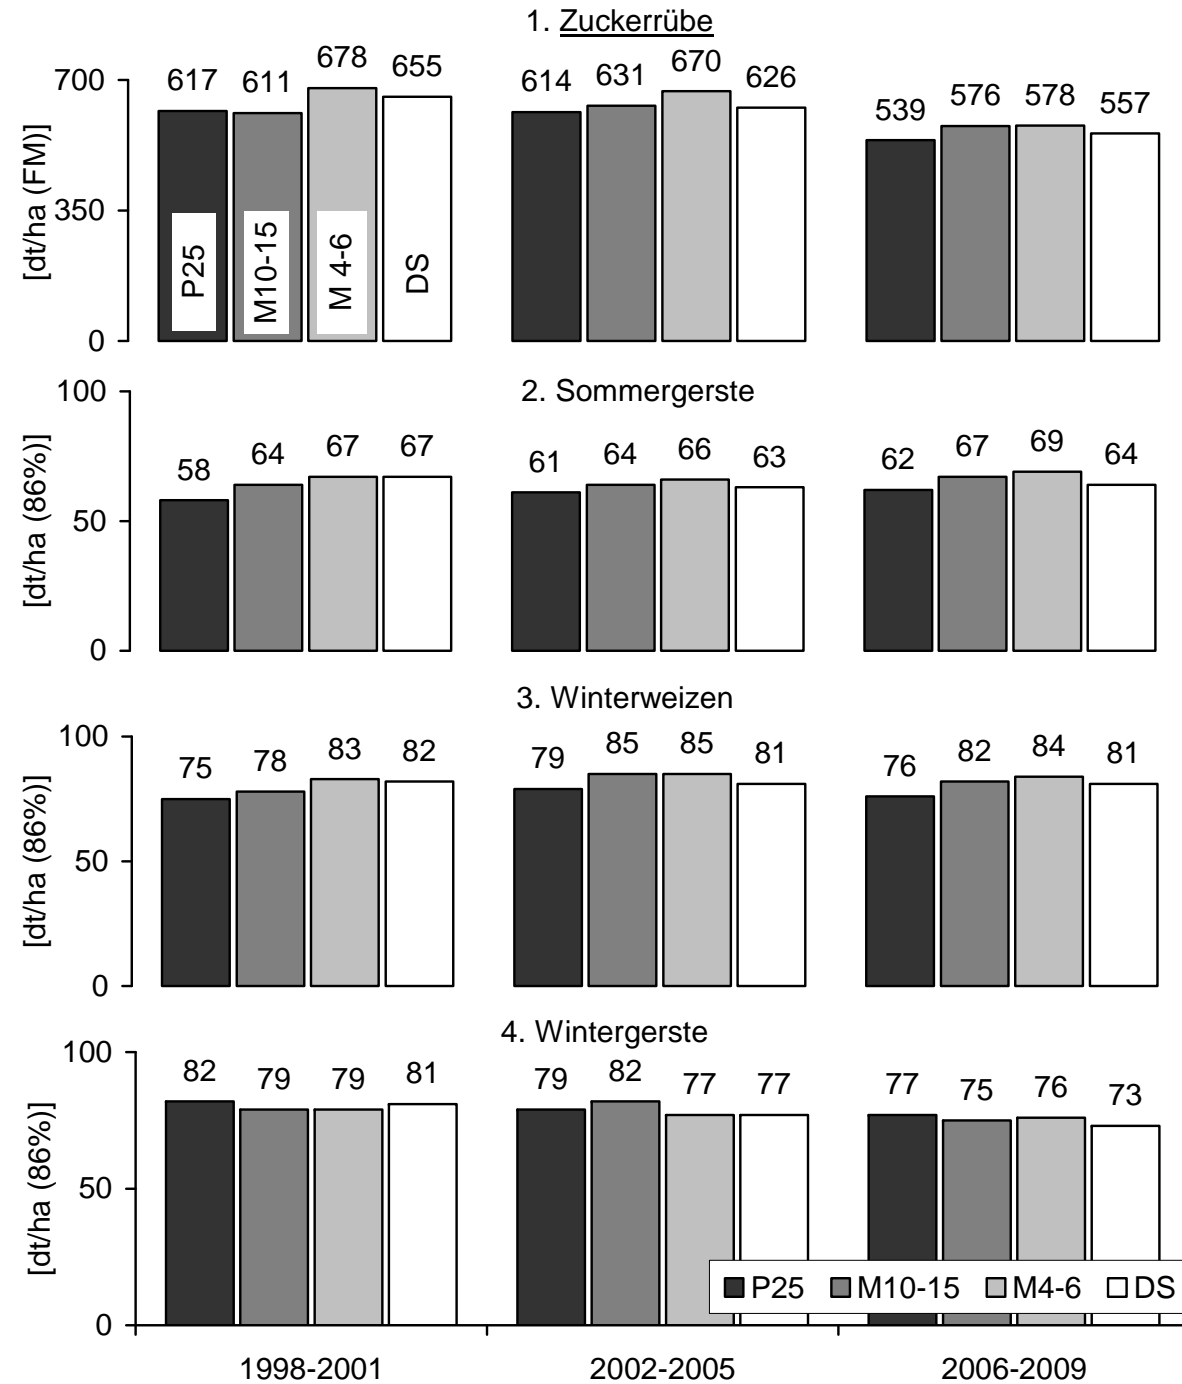 1. Zuckerrübe
617 611 678 655 614 631 670 626 539 576 578 557
700
350
0
[dt/ha (FM)]
P25 M10-15 M 4-6 DS
2. Sommergerste
100
50
0
[dt/ha (86%)]
58 64 67 67 61 64 66 63 62 67 69 64
3. Winterweizen
100
50
0
[dt/ha (86%)]
75 78 83 82 79 85 85 81 76 82 84 81
4. Wintergerste
100
50
0
[dt/ha (86%)]
82 79 79 81 79 82 77 77 77 75 76 73
P25 M10-15 M4-6 DS
1998-2001 2002-2005 2006-2009